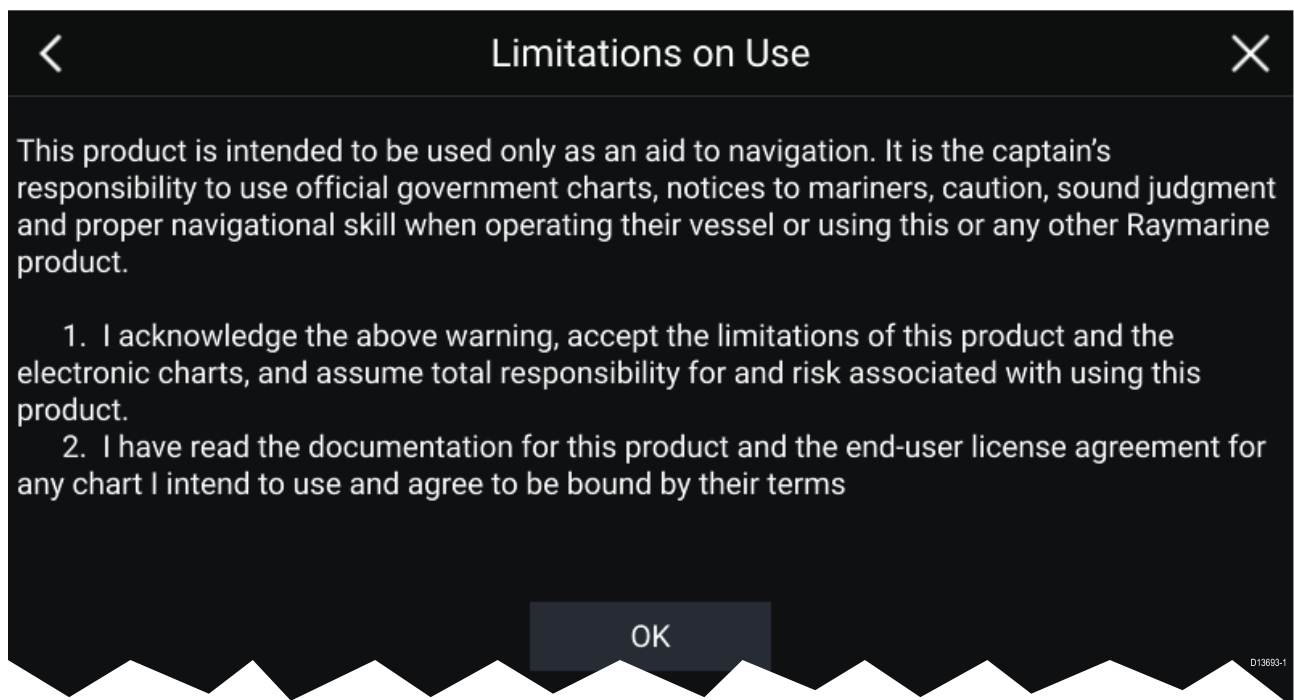 Limitations on Use
This product is intended to be used only as an aid to navigation. It is the captain’s
responsibility to use official government charts, notices to mariners, caution, sound judgment
and proper navigational skill when operating their vessel or using this or any other Raymarine
product.
1. I acknowledge the above warning, accept the limitations of this product and the
electronic charts, and assume total responsibility for and risk associated with using this
product.
2. I have read the documentation for this product and the end-user license agreement for
any chart I intend to use and agree to be bound by their terms
OK
D13693-1